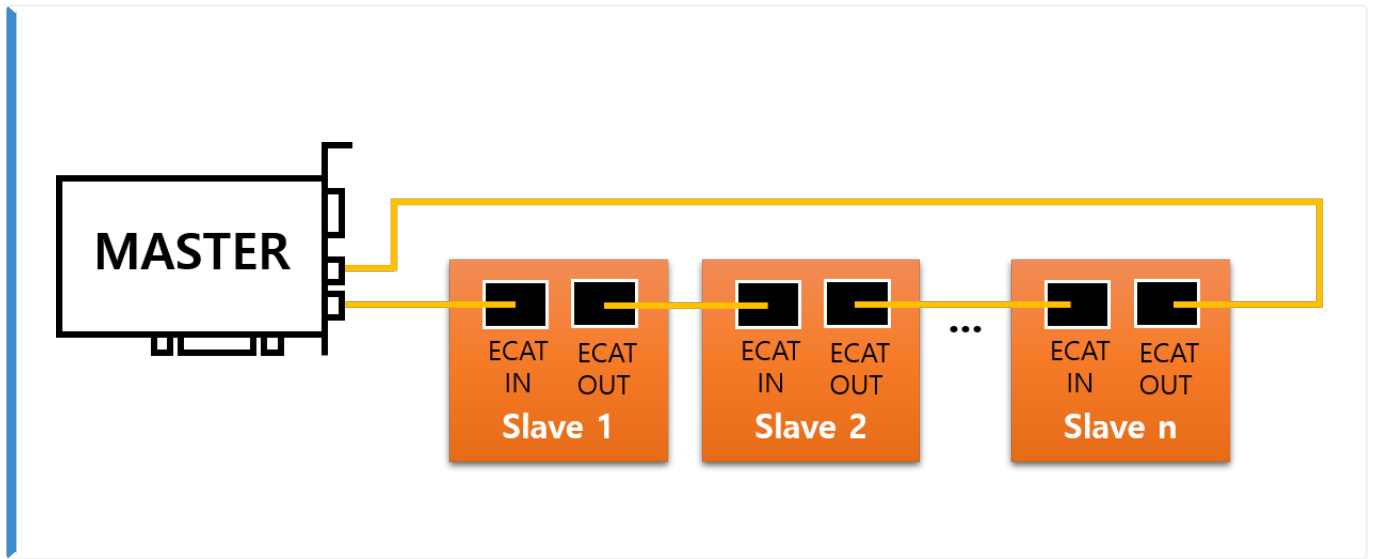 MASTER
ECAT
IN
ECAT
OUT
Slave 1
ECAT
IN
ECAT
OUT
Slave 2
...
ECAT
IN
ECAT
OUT
Slave n